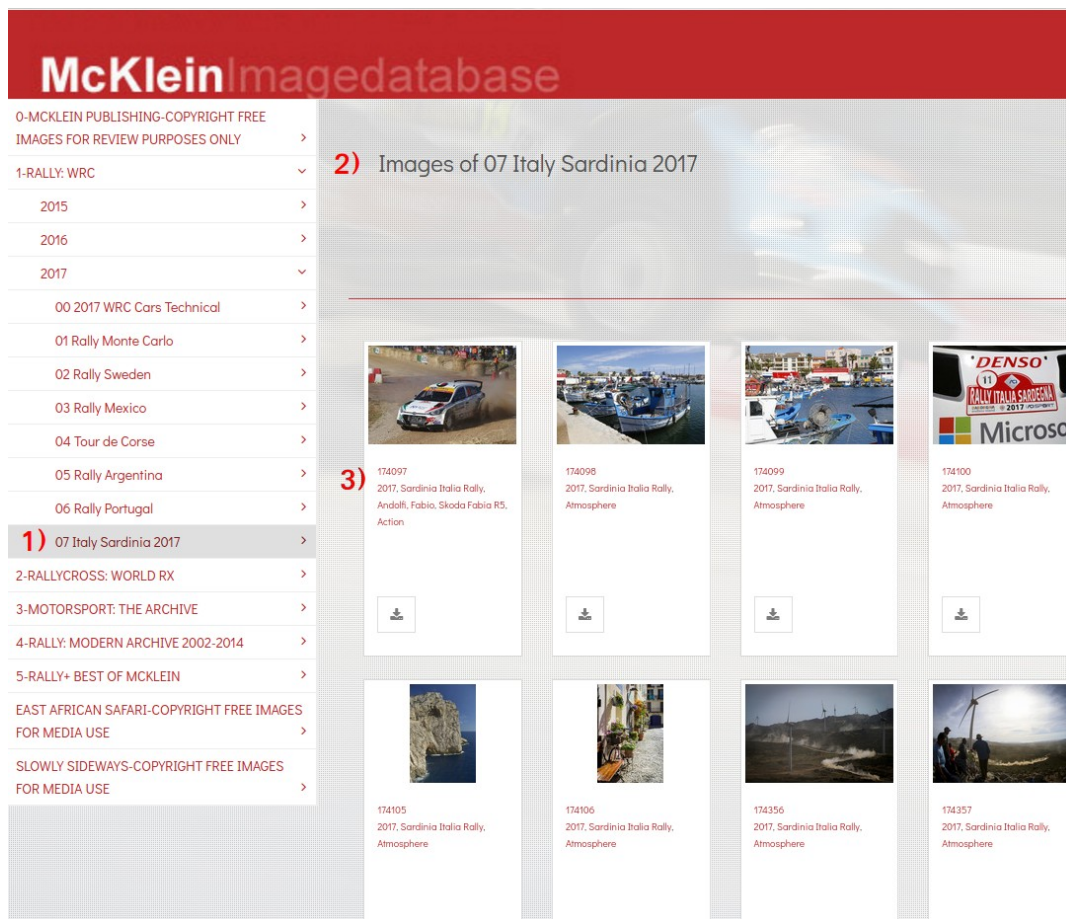 McKleinImagedatabase
0-MCKLEIN PUBLISHING-COPYRIGHT FREE
IMAGES FOR REVIEW PURPOSES ONLY
1-RALLY: WRC
2015
2016
2017
00 2017 WRC Cars Technical
01 Rally Monte Carlo
02 Rally Sweden
03 Rally Mexico
04 Tour de Corse
05 Rally Argentina
06 Rally Portugal
1) 07 Italy Sardinia 2017
2-RALLYCROSS: WORLD RX
3-MOTORSPORT: THE ARCHIVE
4-RALLY: MODERN ARCHIVE 2002-2014
5-RALLY+ BEST OF MCKLEIN
EAST AFRICAN SAFARI-COPYRIGHT FREE IMAGES
FOR MEDIA USE
SLOWLY SIDEWAYS-COPYRIGHT FREE IMAGES
FOR MEDIA USE
2) Images of 07 Italy Sardinia 2017
DENSO
11
RALLY ITALIA SARDEGNA
2017
Microso
3) 174097
2017, Sardinia Italia Rally,
Andolfi, Fabio, Skoda Fabia R5,
Action
174098
2017, Sardinia Italia Rally,
Atmosphere
174099
2017, Sardinia Italia Rally,
Atmosphere
174100
2017, Sardinia Italia Rally,
Atmosphere
174105
2017, Sardinia Italia Rally,
Atmosphere
174106
2017, Sardinia Italia Rally,
Atmosphere
174356
2017, Sardinia Italia Rally,
Atmosphere
174357
2017, Sardinia Italia Rally,
Atmosphere